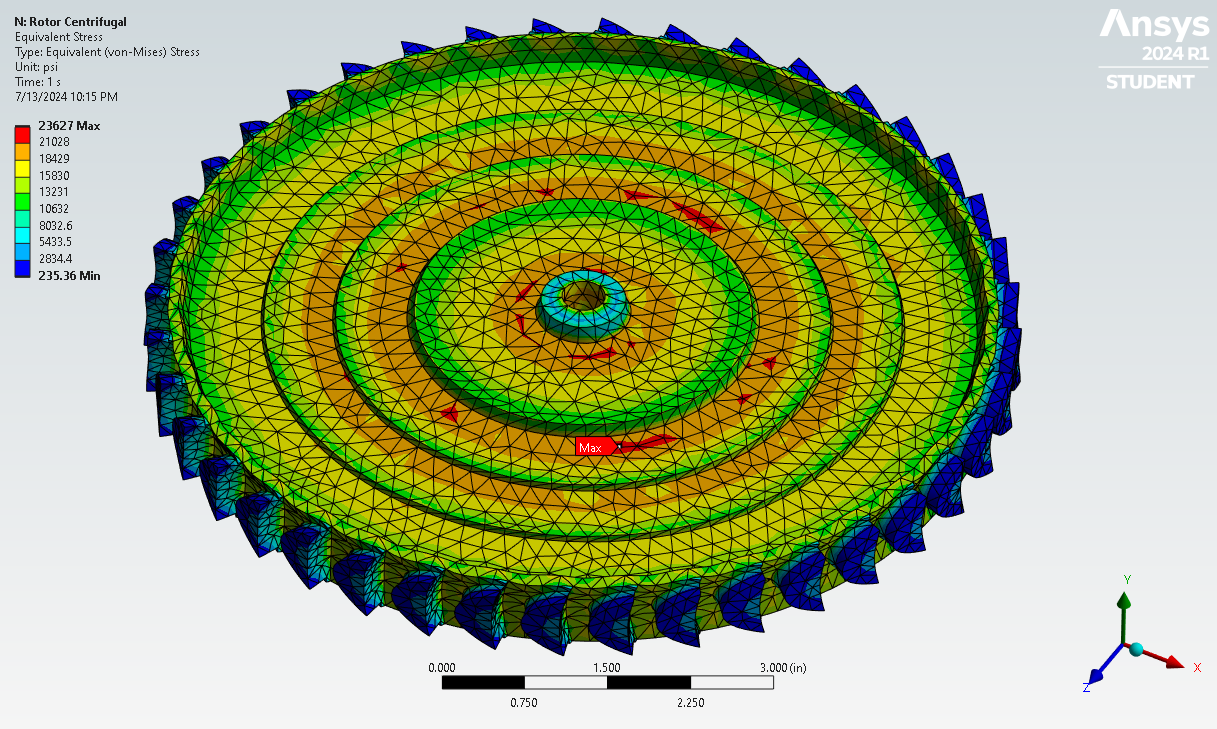 N: Rotor Centrifugal
Equivalent Stress
Type: Equivalent (von-Mises) Stress
Unit: psi
Time: 1 s
7/13/2024 10:15 PM
23627 Max
21028
18429
15830
13231
10632
8032.6
5433.5
2834.4
235.36 Min
Ansys
2024 R1
STUDENT
Max
0.000 1.500 3.000 (in)
0.750 2.250
Y
X
Z